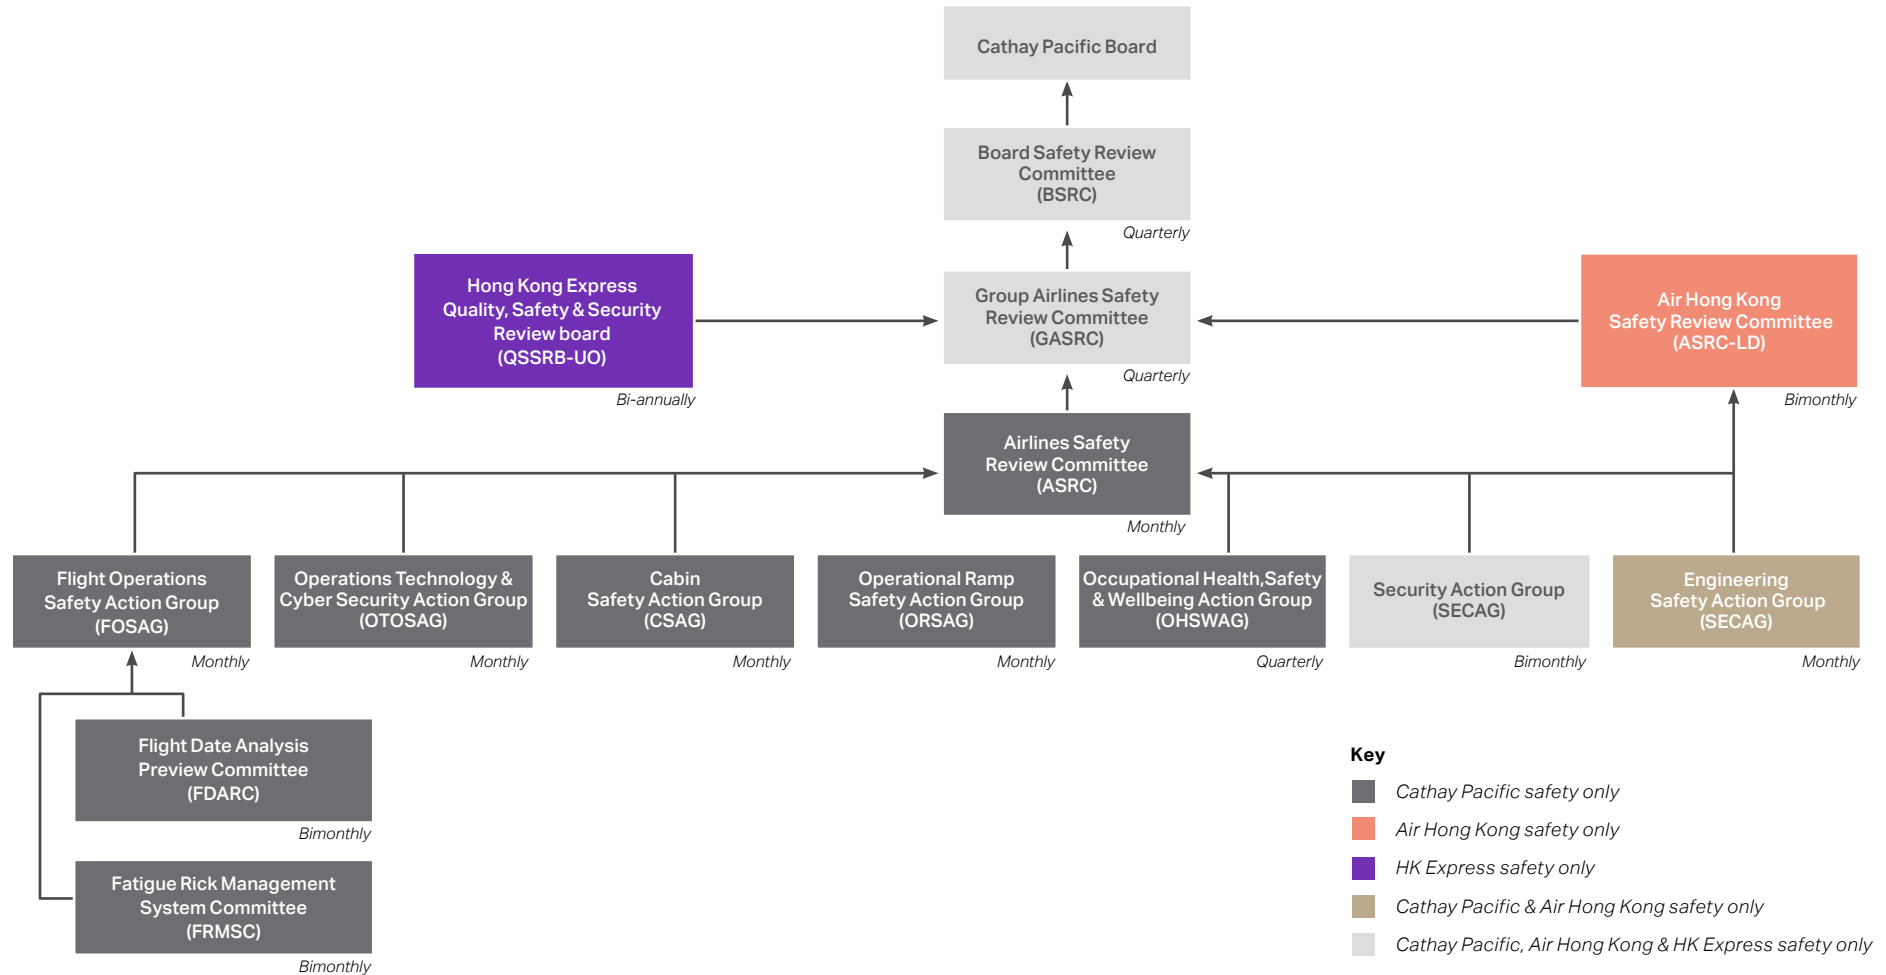 Cathay Pacific Board
Board Safety Review
Committee
(BSRC)
Quarterly
Hong Kong Express
Quality, Safety & Security
Review board
(QSSRB-UO)
Bi-annually
Group Airlines Safety
Review Committee
(GASRC)
Quarterly
Air Hong Kong
Safety Review Committee
(ASRC-LD)
Bimonthly
Airlines Safety
Review Committee
(ASRC)
Monthly
Flight Operations
Safety Action Group
(FOSAG)
Monthly
Operations Technology &
Cyber Security Action Group
(OTOSAG)
Monthly
Cabin
Safety Action Group
(CSAG)
Monthly
Operational Ramp
Safety Action Group
(ORSAG)
Monthly
Occupational Health,Safety
& Wellbeing Action Group
(OHSWAG)
Quarterly
Security Action Group
(SECAG)
Bimonthly
Engineering
Safety Action Group
(SECAG)
Monthly
Flight Date Analysis
Preview Committee
(FDARC)
Bimonthly
Fatigue Rick Management
System Committee
(FRMSC)
Bimonthly
Key
Cathay Pacific safety only
Air Hong Kong safety only
HK Express safety only
Cathay Pacific & Air Hong Kong safety only
Cathay Pacific, Air Hong Kong & HK Express safety only